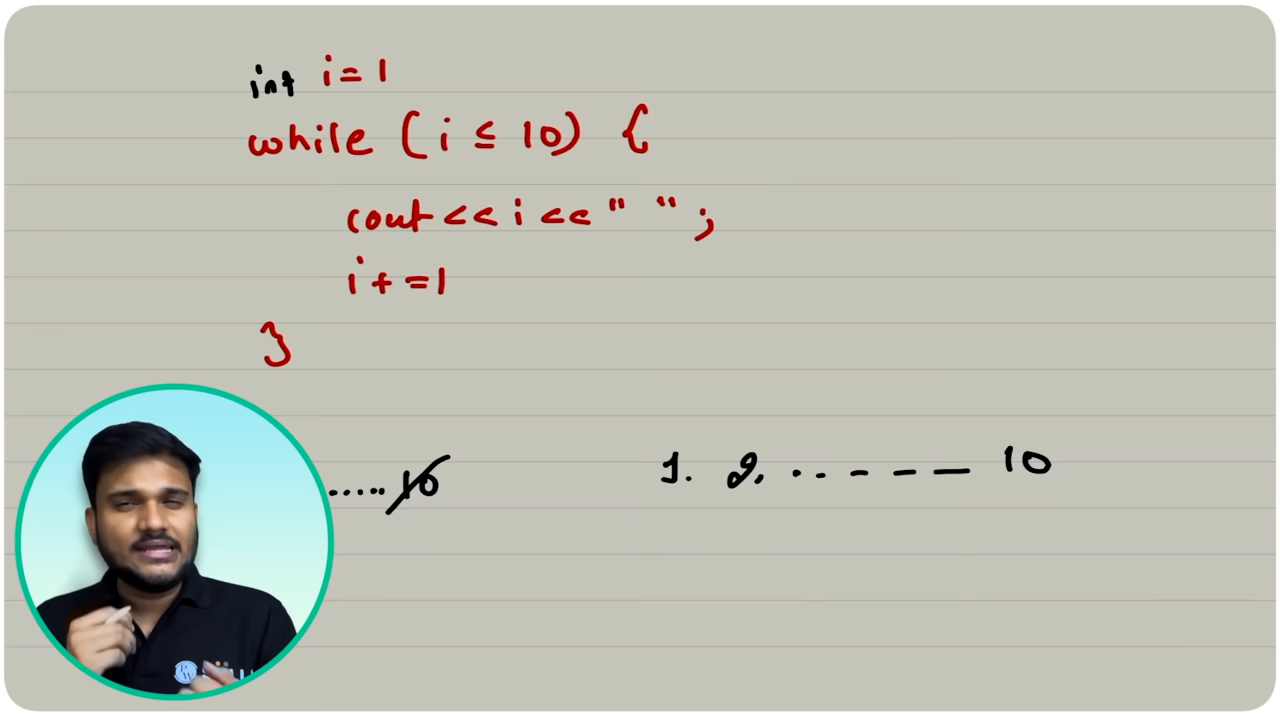 int i = 1
while ( i ≤ 10) {
cout << i << " " ;
i + = 1
}
..... 10
1. 2, .. _ _ _ _ 10